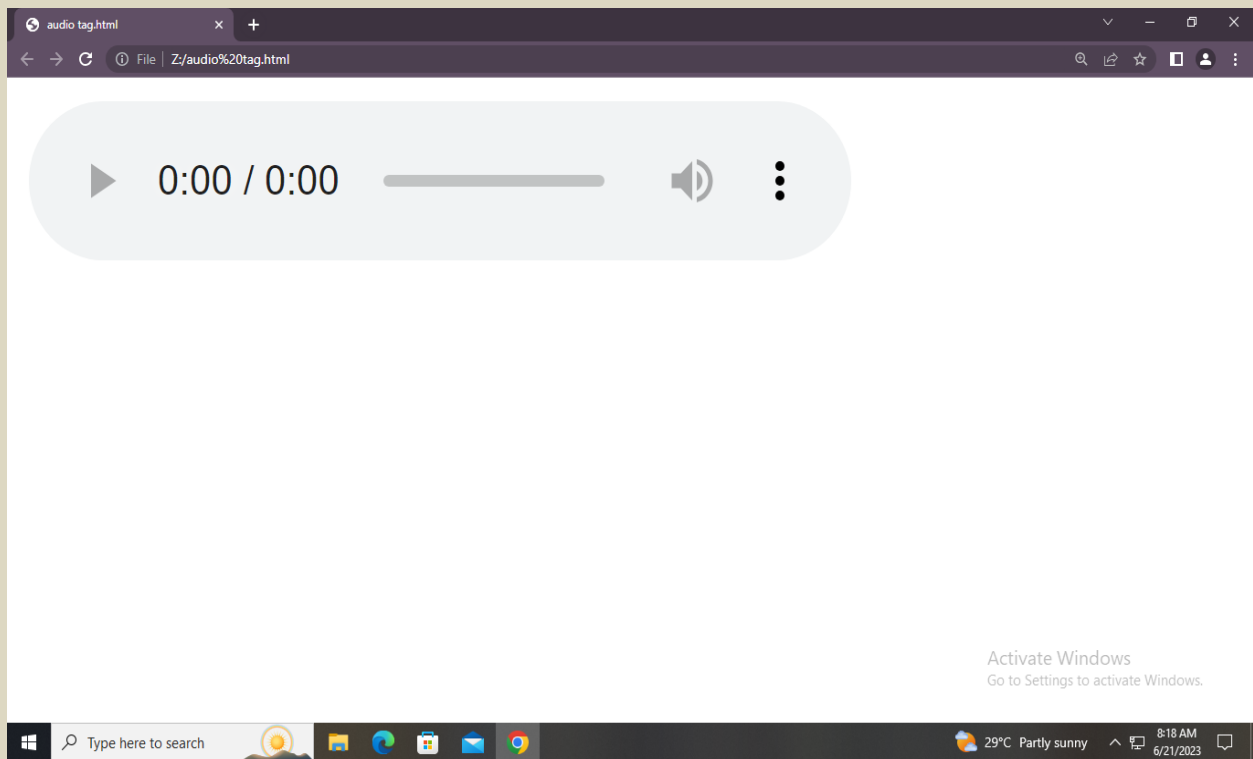 audio tag.html
File Z:/audio%20tag.html
0:00 / 0:00
Activate Windows
Go to Settings to activate Windows.
Type here to search
29°C Partly sunny
8:18 AM
6/21/2023